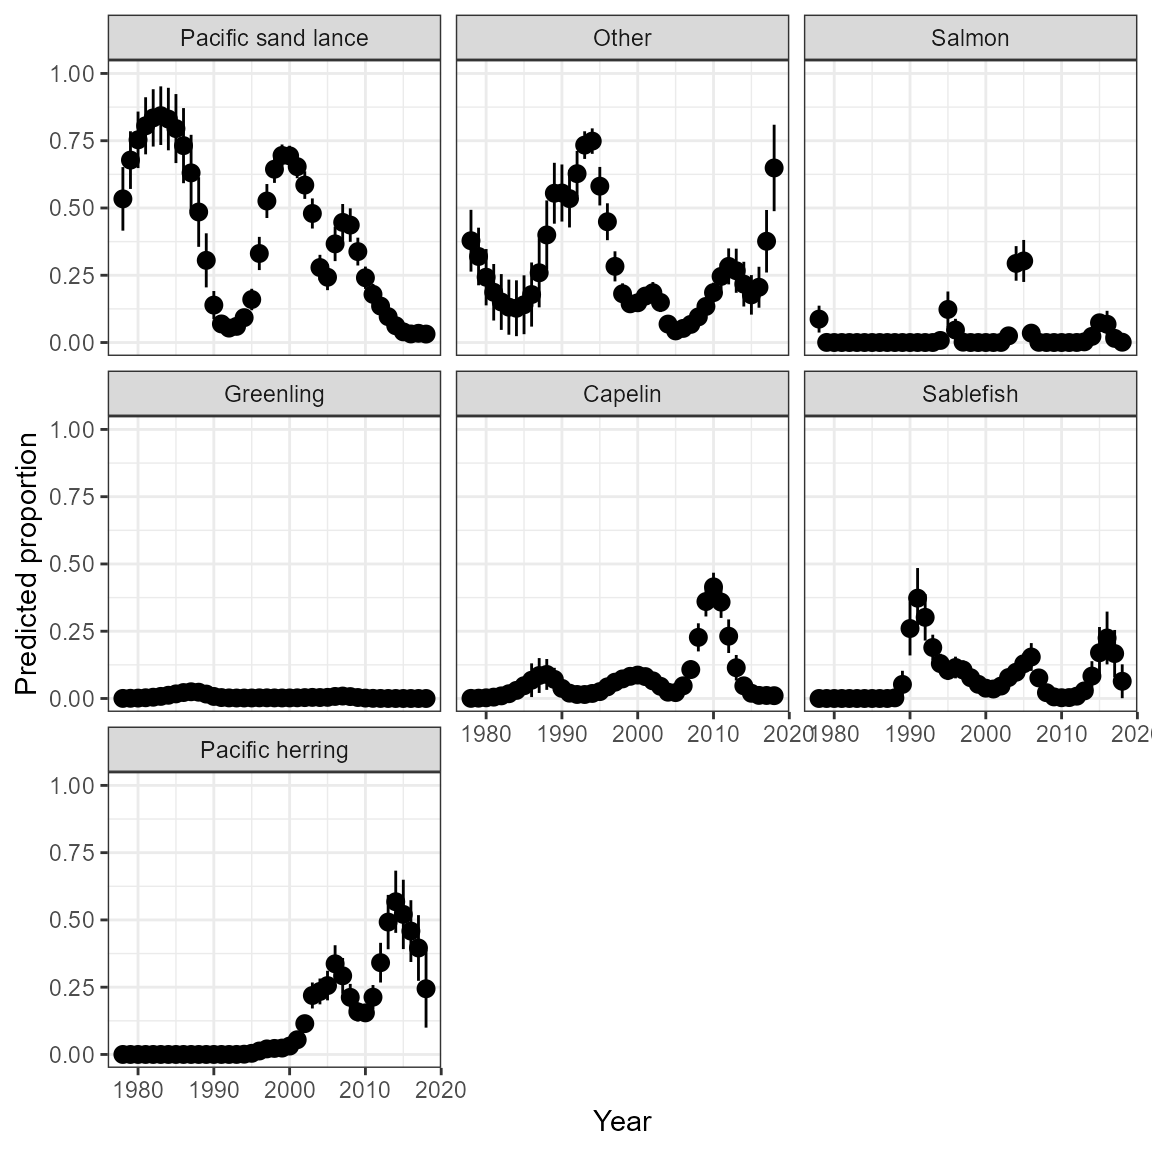 Pacific sand lance Other Salmon
1.00
0.75
0.50
0.25
0.00
Greenling Capelin Sablefish
1.00
0.75
0.50
0.25
0.00
1980 1990 2000 2010 2020 1980 1990 2000 2010 2020
Pacific herring
1.00
0.75
0.50
0.25
0.00
1980 1990 2000 2010 2020
Predicted proportion
Year